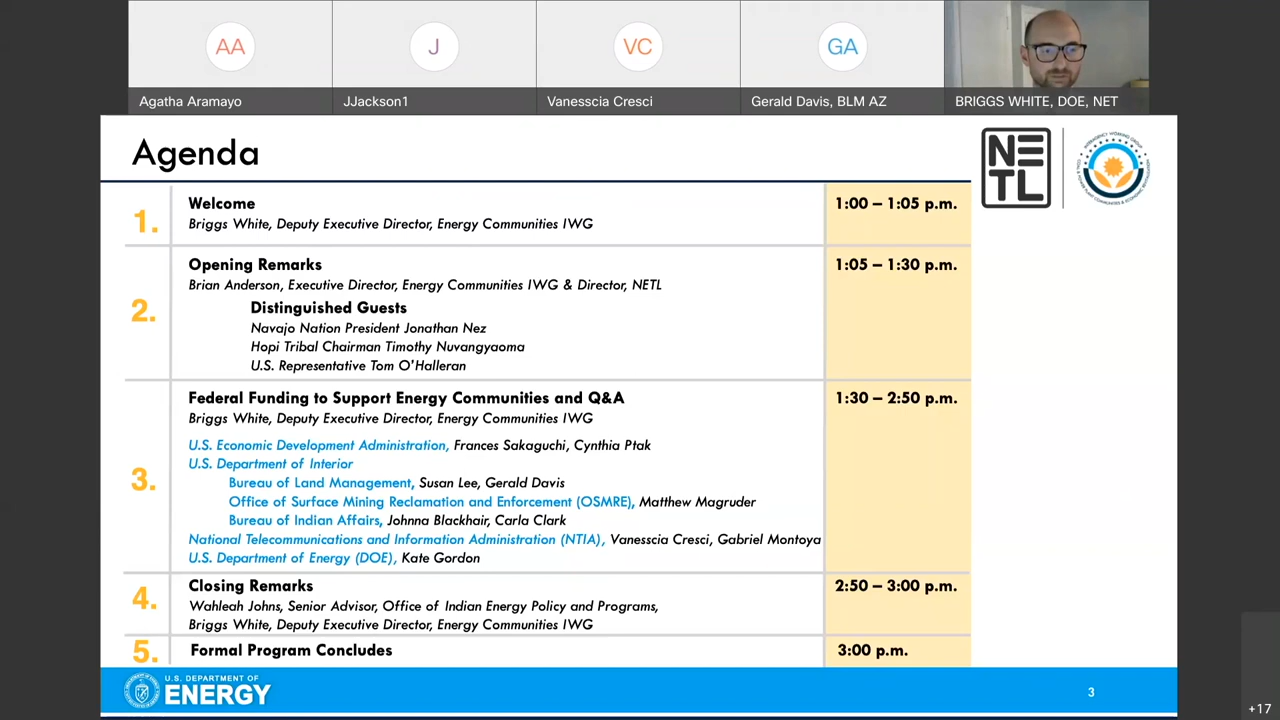 AA
J
VC
GA
Agatha Aramayo
JJackson1
Vanesscia Cresci
Gerald Davis, BLM AZ
BRIGGS WHITE, DOE, NET
Agenda
NE
TL
1.
Welcome
1:00 – 1:05 p.m.
Briggs White, Deputy Executive Director, Energy Communities IWG
2.
Opening Remarks
1:05 – 1:30 p.m.
Brian Anderson, Executive Director, Energy Communities IWG & Director, NETL
Distinguished Guests
Navajo Nation President Jonathan Nez
Hopi Tribal Chairman Timothy Nuvangyaoma
U.S. Representative Tom O'Halleran
3.
Federal Funding to Support Energy Communities and Q&A
1:30 – 2:50 p.m.
Briggs White, Deputy Executive Director, Energy Communities IWG
U.S. Economic Development Administration, Frances Sakaguchi, Cynthia Ptak
U.S. Department of Interior
Bureau of Land Management, Susan Lee, Gerald Davis
Office of Surface Mining Reclamation and Enforcement (OSMRE), Matthew Magruder
Bureau of Indian Affairs, Johnna Blackhair, Carla Clark
National Telecommunications and Information Administration (NTIA), Vanesscia Cresci, Gabriel Montoya
U.S. Department of Energy (DOE), Kate Gordon
4.
Closing Remarks
2:50 – 3:00 p.m.
Wahleah Johns, Senior Advisor, Office of Indian Energy Policy and Programs,
Briggs White, Deputy Executive Director, Energy Communities IWG
5.
Formal Program Concludes
3:00 p.m.
U.S. DEPARTMENT OF
ENERGY
3
+17